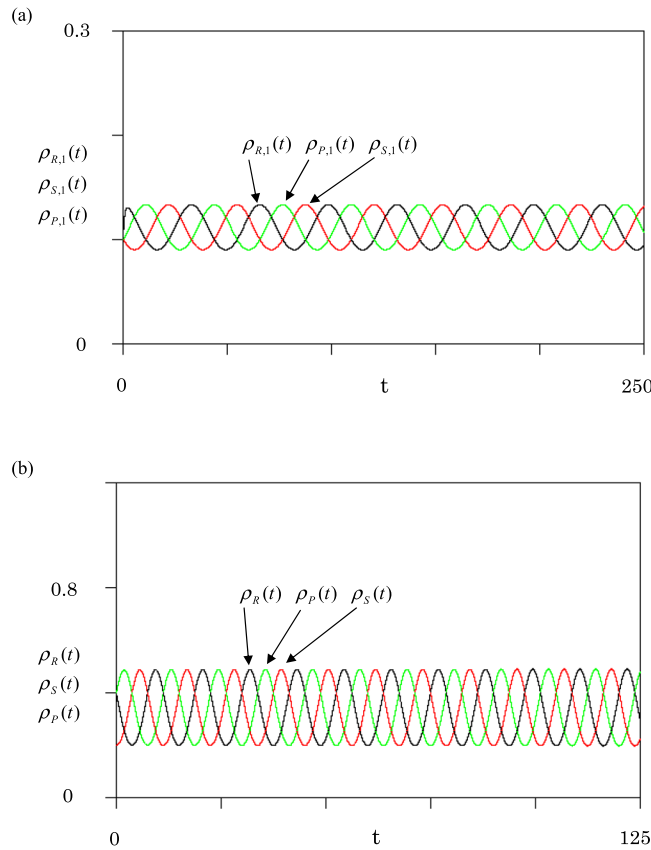 (a)
0.3
ρR,1(t) ρP,1(t) ρS,1(t)
ρR,1(t)
ρS,1(t)
ρP,1(t)
0
0 t 250
(b)
0.8
ρR(t) ρP(t) ρS(t)
ρR(t)
ρS(t)
ρP(t)
0
0 t 125